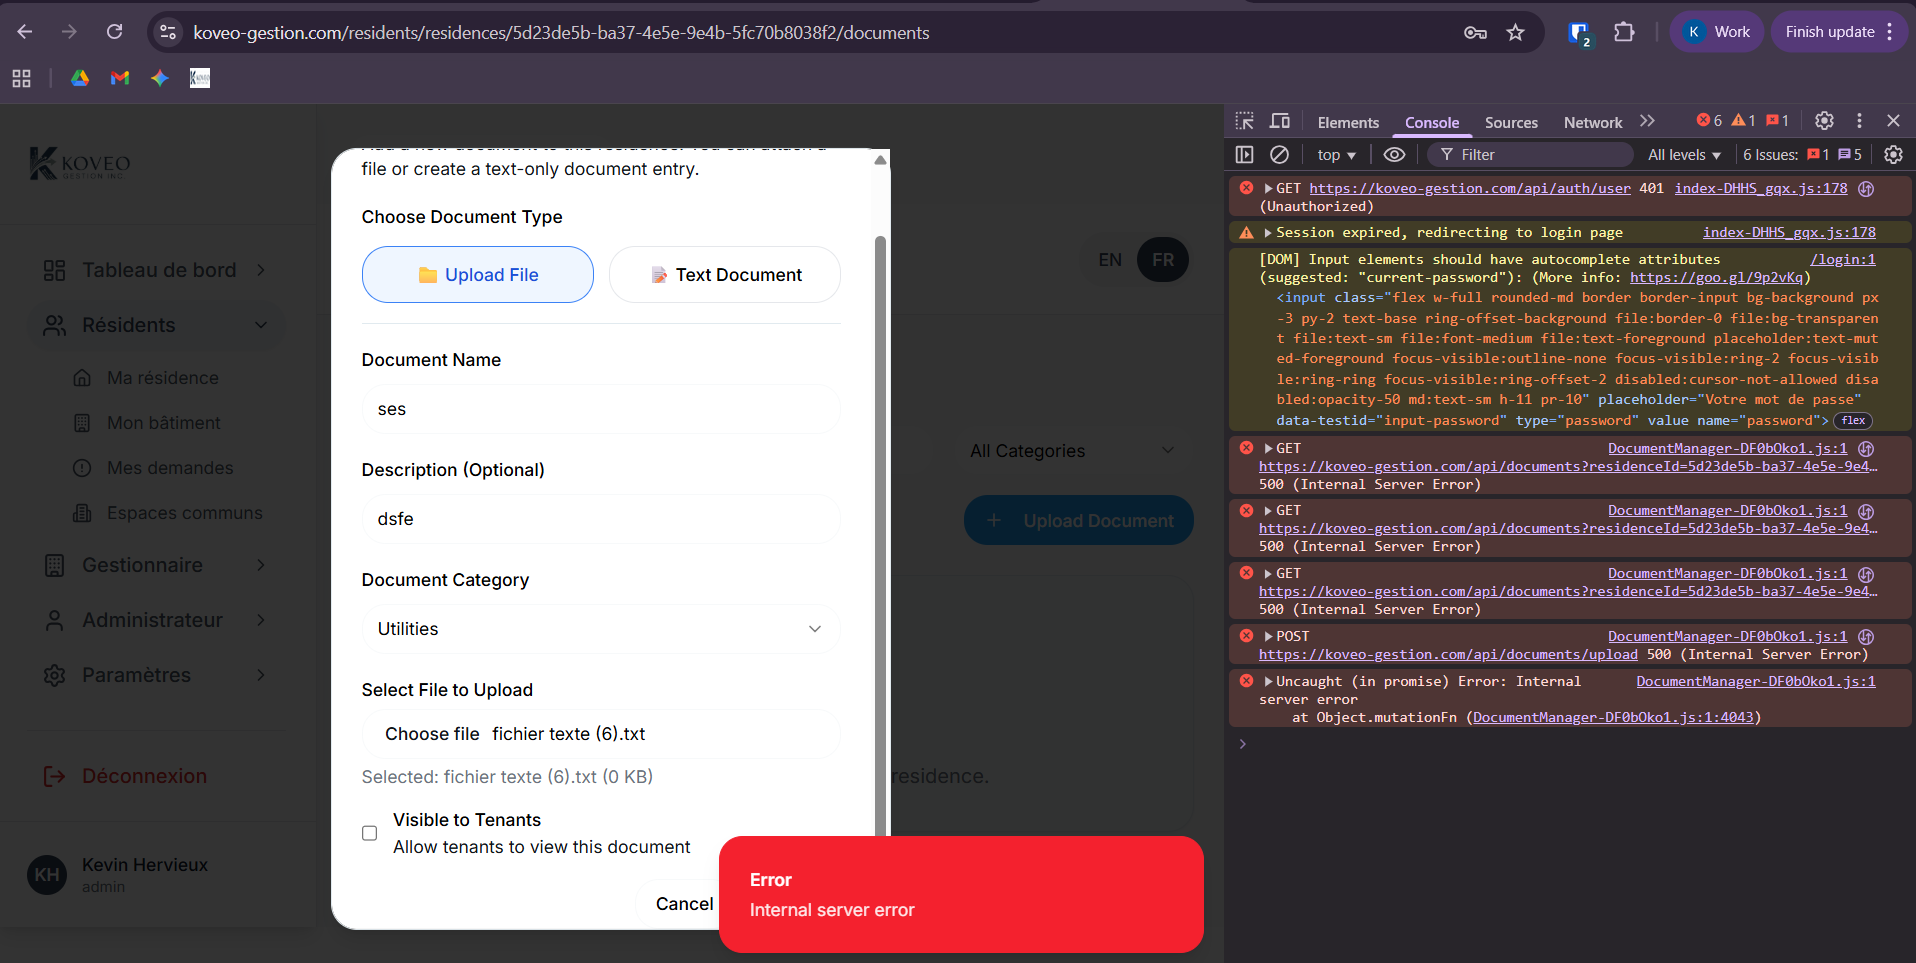 koveo-gestion.com/residents/residences/5d23de5b-ba37-4e5e-9e4b-5fc70b8038f2/documents
2
K Work
Finish update
KOVEO
GESTION INC.
Tableau de bord
Résidents
Ma résidence
Mon bâtiment
Mes demandes
Espaces communs
Gestionnaire
Administrateur
Paramètres
Déconnexion
KH
Kevin Hervieux
admin
EN FR
All Categories
+ Upload Document
residence.
file or create a text-only document entry.
Choose Document Type
📁 Upload File
📝 Text Document
Document Name
ses
Description (Optional)
dsfe
Document Category
Utilities
Select File to Upload
Choose file fichier texte (6).txt
Selected: fichier texte (6).txt (0 KB)
Visible to Tenants
Allow tenants to view this document
Cancel
Error
Internal server error
Elements Console Sources Network 6 1 1
top Filter All levels 6 Issues: 1 5
GET https://koveo-gestion.com/api/auth/user 401 index-DHHS_gqx.js:178
(Unauthorized)
Session expired, redirecting to login page index-DHHS_gqx.js:178
[DOM] Input elements should have autocomplete attributes /login:1
(suggested: "current-password"): (More info: https://goo.gl/9p2vKq)
<input class="flex w-full rounded-md border border-input bg-background px
-3 py-2 text-base ring-offset-background file:border-0 file:bg-transparen
t file:text-sm file:font-medium file:text-foreground placeholder:text-mut
ed-foreground focus-visible:outline-none focus-visible:ring-2 focus-visib
le:ring-ring focus-visible:ring-offset-2 disabled:cursor-not-allowed disa
bled:opacity-50 md:text-sm h-11 pr-10" placeholder="Votre mot de passe"
data-testid="input-password" type="password" value name="password"> flex
GET DocumentManager-DF0bOko1.js:1
https://koveo-gestion.com/api/documents?residenceId=5d23de5b-ba37-4e5e-9e4…
500 (Internal Server Error)
GET DocumentManager-DF0bOko1.js:1
https://koveo-gestion.com/api/documents?residenceId=5d23de5b-ba37-4e5e-9e4…
500 (Internal Server Error)
GET DocumentManager-DF0bOko1.js:1
https://koveo-gestion.com/api/documents?residenceId=5d23de5b-ba37-4e5e-9e4…
500 (Internal Server Error)
POST DocumentManager-DF0bOko1.js:1
https://koveo-gestion.com/api/documents/upload 500 (Internal Server Error)
Uncaught (in promise) Error: Internal DocumentManager-DF0bOko1.js:1
server error
at Object.mutationFn (DocumentManager-DF0bOko1.js:1:4043)